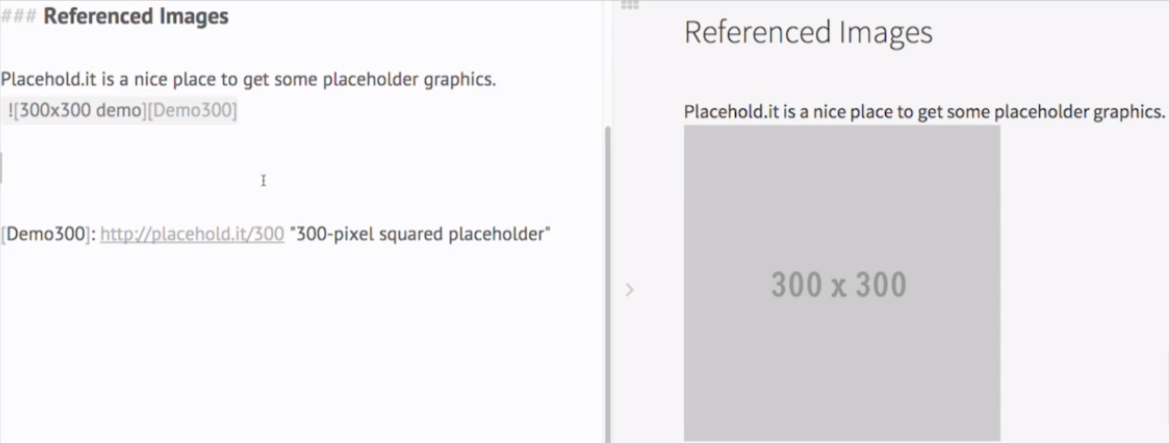 ### Referenced Images
Placehold.it is a nice place to get some placeholder graphics.
![300x300 demo][Demo300]
[Demo300]: http://placehold.it/300 "300-pixel squared placeholder"
Referenced Images
Placehold.it is a nice place to get some placeholder graphics.
300 x 300